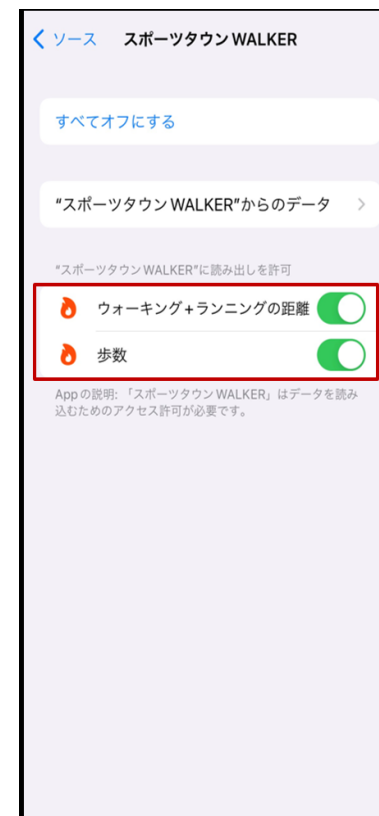 ソース スポーツタウン WALKER
すべてオフにする
“スポーツタウン WALKER”からのデータ
“スポーツタウン WALKER”に読み出しを許可
ウォーキング+ランニングの距離
歩数
Appの説明: 「スポーツタウン WALKER」はデータを読み
込むためのアクセス許可が必要です。